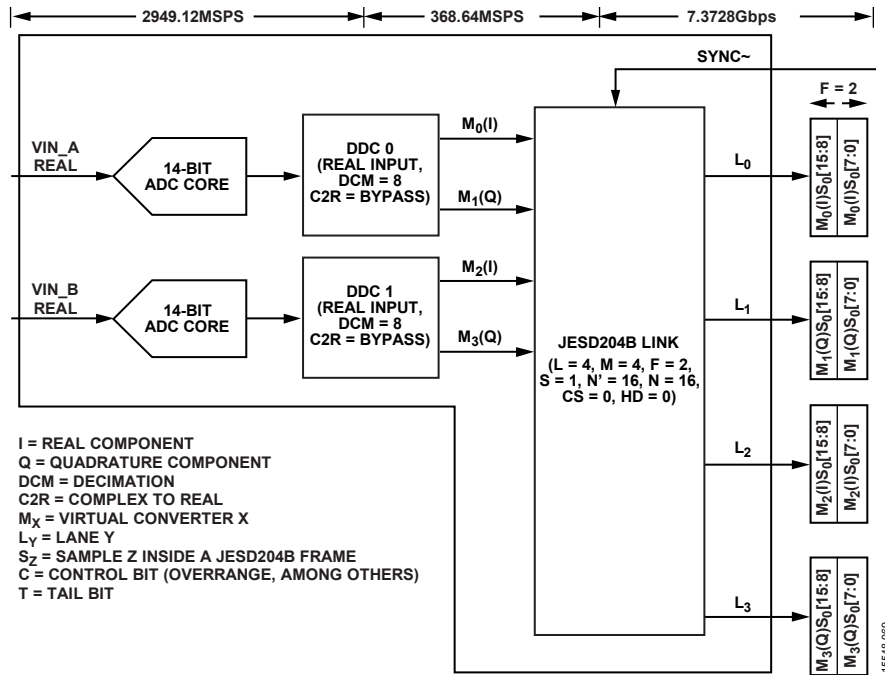 2949.12MSPS
368.64MSPS
7.3728Gbps
SYNC~
F = 2
VIN_A
REAL
14-BIT
ADC CORE
DDC 0
(REAL INPUT,
DCM = 8
C2R = BYPASS)
M0(I)
M1(Q)
VIN_B
REAL
14-BIT
ADC CORE
DDC 1
(REAL INPUT,
DCM = 8
C2R = BYPASS)
M2(I)
M3(Q)
JESD204B LINK
(L = 4, M = 4, F = 2,
S = 1, N' = 16, N = 16,
CS = 0, HD = 0)
L0
M0(I)S0[15:8]
M0(I)S0[7:0]
L1
M1(Q)S0[15:8]
M1(Q)S0[7:0]
L2
M2(I)S0[15:8]
M2(I)S0[7:0]
L3
M3(Q)S0[15:8]
M3(Q)S0[7:0]
I = REAL COMPONENT
Q = QUADRATURE COMPONENT
DCM = DECIMATION
C2R = COMPLEX TO REAL
MX = VIRTUAL CONVERTER X
LY = LANE Y
SZ = SAMPLE Z INSIDE A JESD204B FRAME
C = CONTROL BIT (OVERRANGE, AMONG OTHERS)
T = TAIL BIT